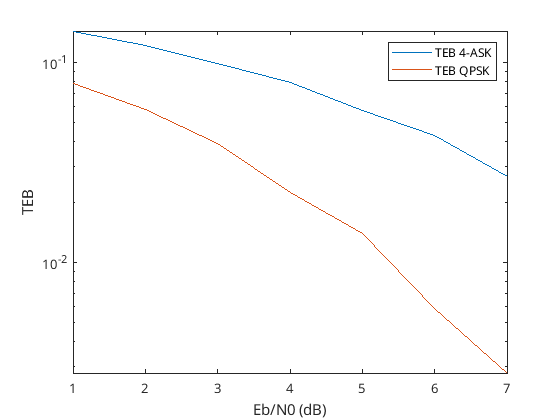 TEB 4-ASK
TEB QPSK
10-1
10-2
TEB
1 2 3 4 5 6 7
Eb/N0 (dB)